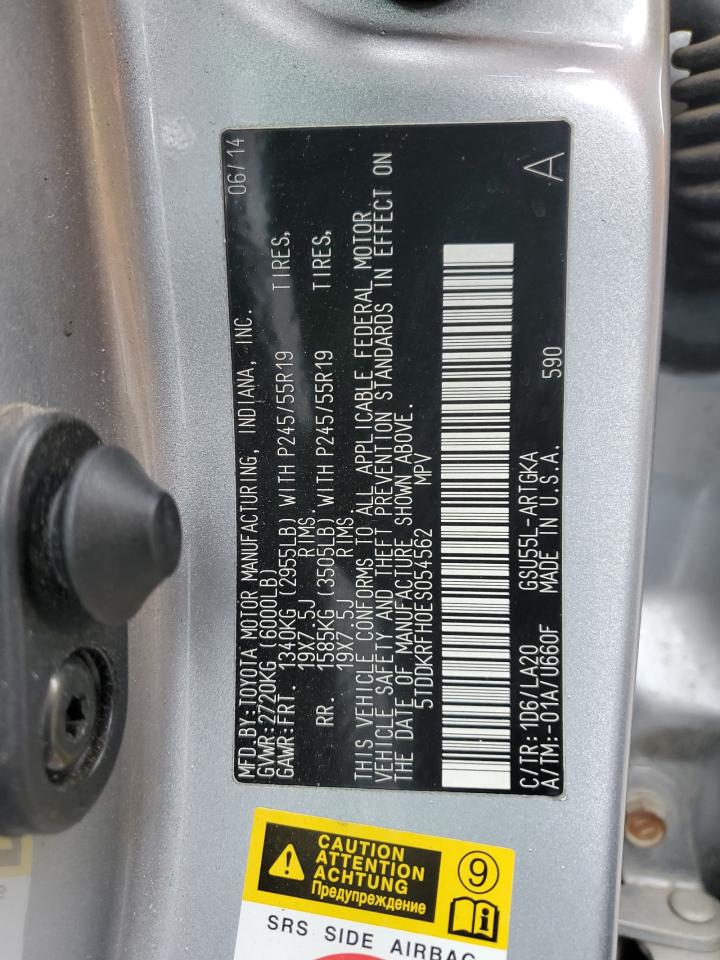 MFD.BY:TOYOTA MOTOR MANUFACTURING, INDIANA, INC. 06/14
GVWR:2720KG (6000LB)
GAWR:FRT. 1340KG (2955LB) WITH P245/55R19 TIRES,
19X7.5J RIMS.
RR. 1585KG (3505LB) WITH P245/55R19 TIRES,
19X7.5J RIMS.
THIS VEHICLE CONFORMS TO ALL APPLICABLE FEDERAL MOTOR
VEHICLE SAFETY AND THEFT PREVENTION STANDARDS IN EFFECT ON
THE DATE OF MANUFACTURE SHOWN ABOVE.
5TDDKRFH0ES054562 MPV
C/TR:1D6/LA20 GSU55L-ARTGKA 590 A
A/TM:-01A/U660F MADE IN U.S.A.
CAUTION
ATTENTION
ACHTUNG
Предупреждение
9
i
SRS SIDE AIRBAG